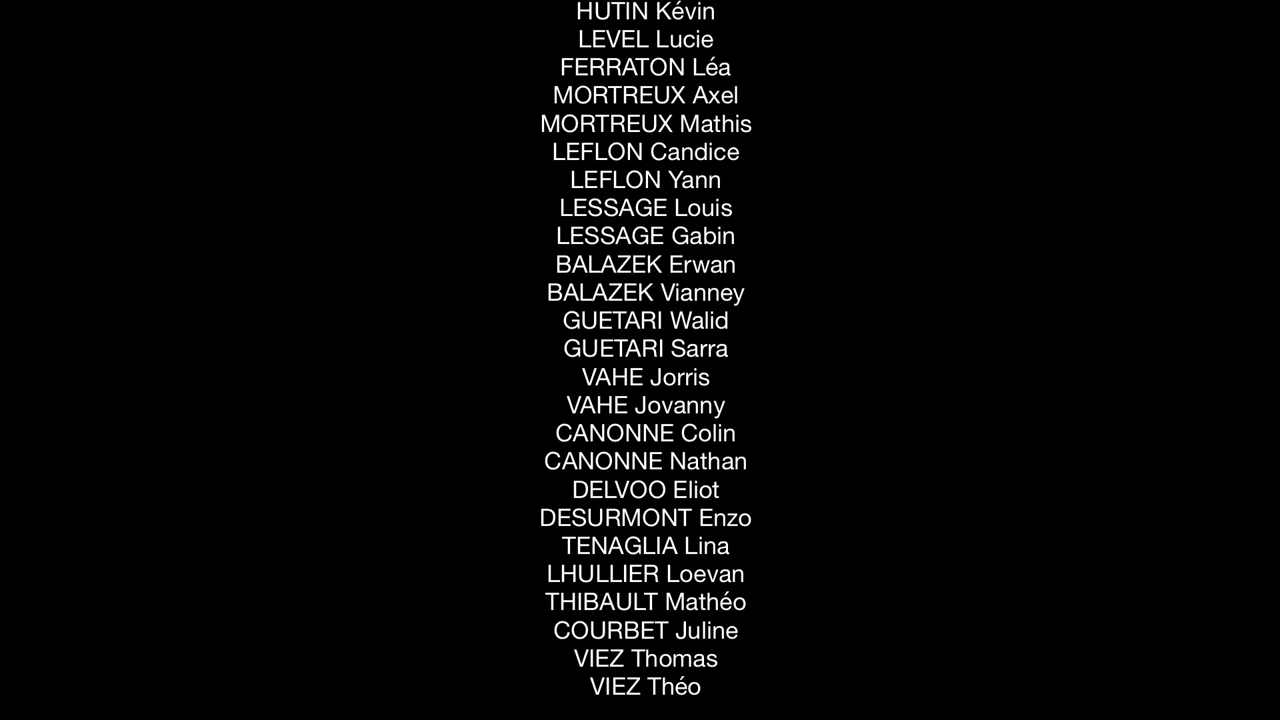 HUTIN Kévin
LEVEL Lucie
FERRATON Léa
MORTREUX Axel
MORTREUX Mathis
LEFLON Candice
LEFLON Yann
LESSAGE Louis
LESSAGE Gabin
BALAZEK Erwan
BALAZEK Vianney
GUETARI Walid
GUETARI Sarra
VAHE Jorris
VAHE Jovanny
CANONNE Colin
CANONNE Nathan
DELVOO Eliot
DESURMONT Enzo
TENAGLIA Lina
LHULLIER Loevan
THIBAULT Mathéo
COURBET Juline
VIEZ Thomas
VIEZ Théo